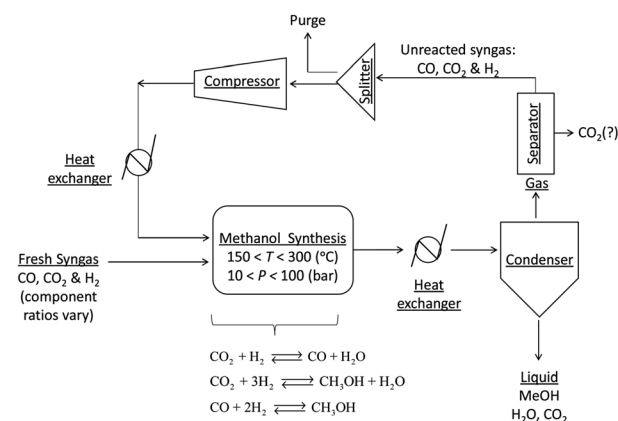 Purge
Unreacted syngas:
CO, CO₂ & H₂
Splitter
Compressor
Separator
CO₂(?)
Heat
exchanger
Gas
Methanol Synthesis
150 < T < 300 (°C)
10 < P < 100 (bar)
Condenser
Fresh Syngas
CO, CO₂ & H₂
(component
ratios vary)
Heat
exchanger
CO₂ + H₂ ⇌ CO + H₂O
CO₂ + 3H₂ ⇌ CH₃OH + H₂O
CO + 2H₂ ⇌ CH₃OH
Liquid
MeOH
H₂O, CO₂